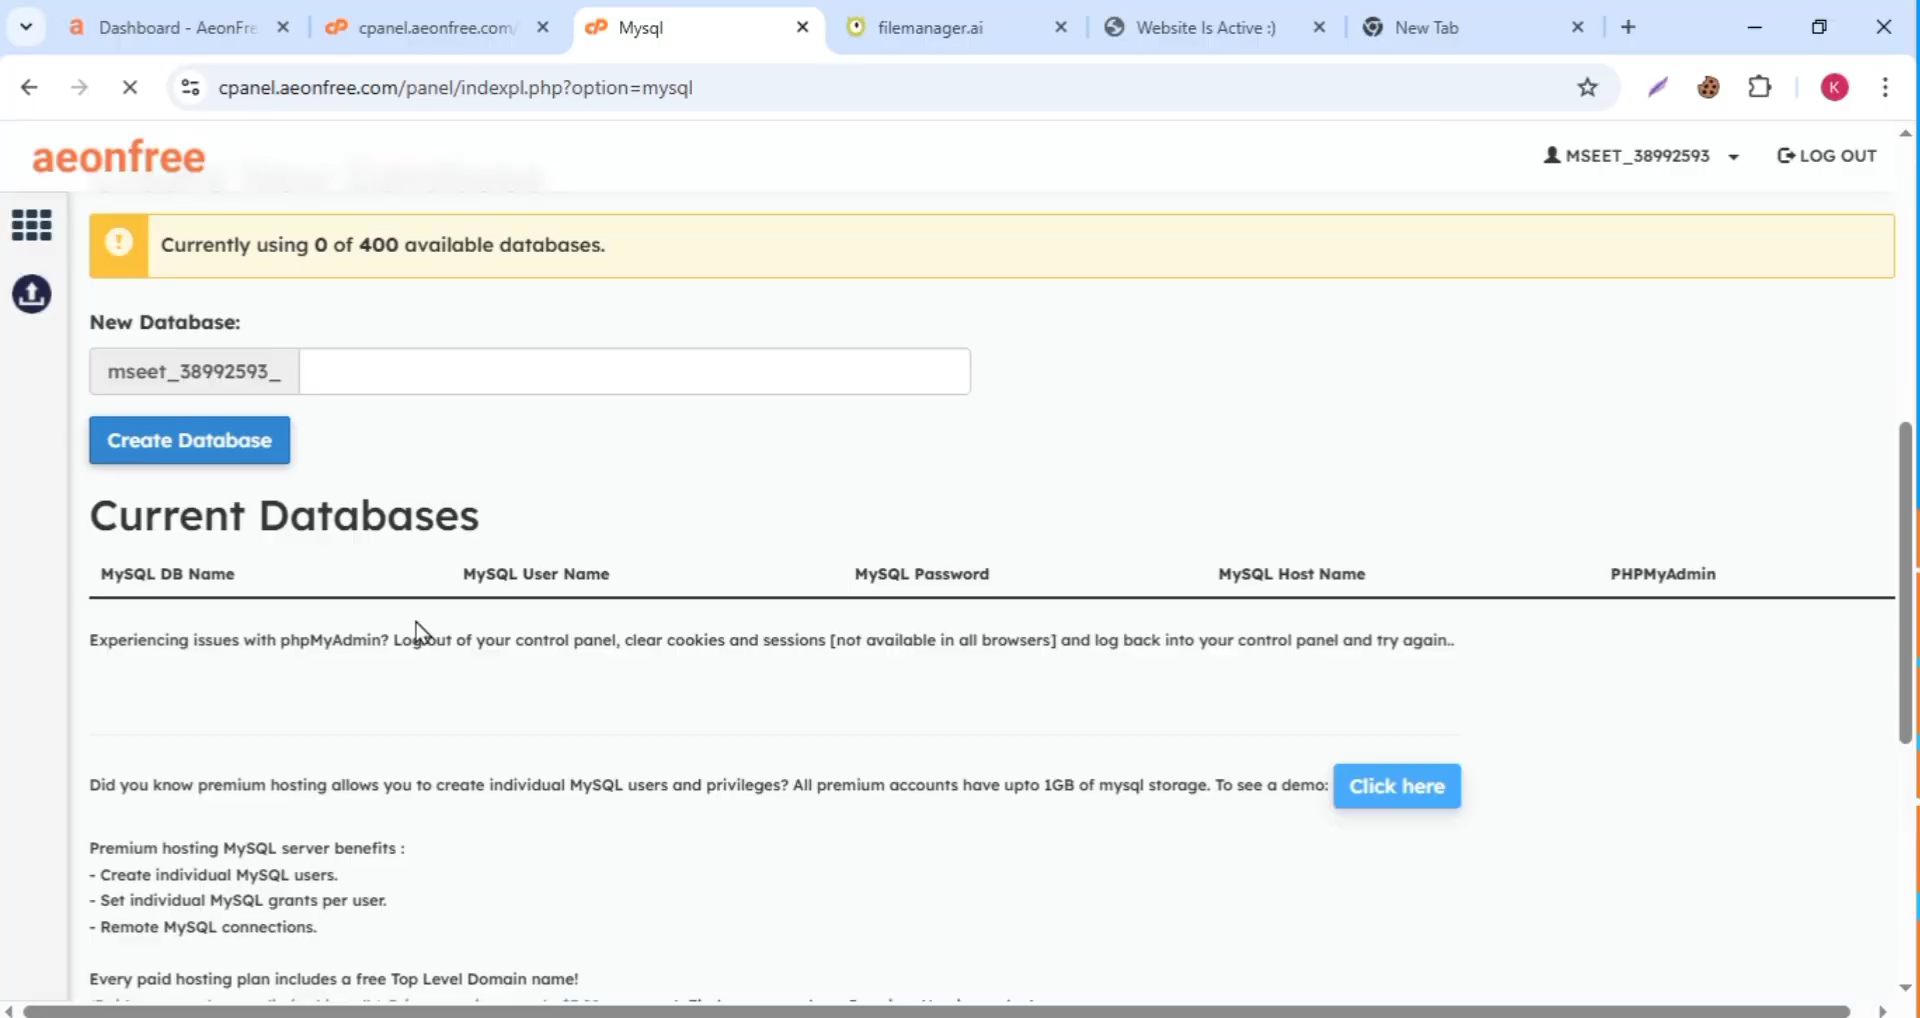 Dashboard - AeonFre
cpanel.aeonfree.com/
Mysql
filemanager.ai
Website Is Active :)
New Tab
cpanel.aeonfree.com/panel/indexpl.php?option=mysql
K
aeonfree
MSEET_38992593
LOG OUT
Currently using 0 of 400 available databases.
New Database:
mseet_38992593_
Create Database
Current Databases
MySQL DB Name MySQL User Name MySQL Password MySQL Host Name PHPMyAdmin
Experiencing issues with phpMyAdmin? Log out of your control panel, clear cookies and sessions [not available in all browsers] and log back into your control panel and try again..
Did you know premium hosting allows you to create individual MySQL users and privileges? All premium accounts have upto 1GB of mysql storage. To see a demo: Click here
Premium hosting MySQL server benefits :
- Create individual MySQL users.
- Set individual MySQL grants per user.
- Remote MySQL connections.
Every paid hosting plan includes a free Top Level Domain name!